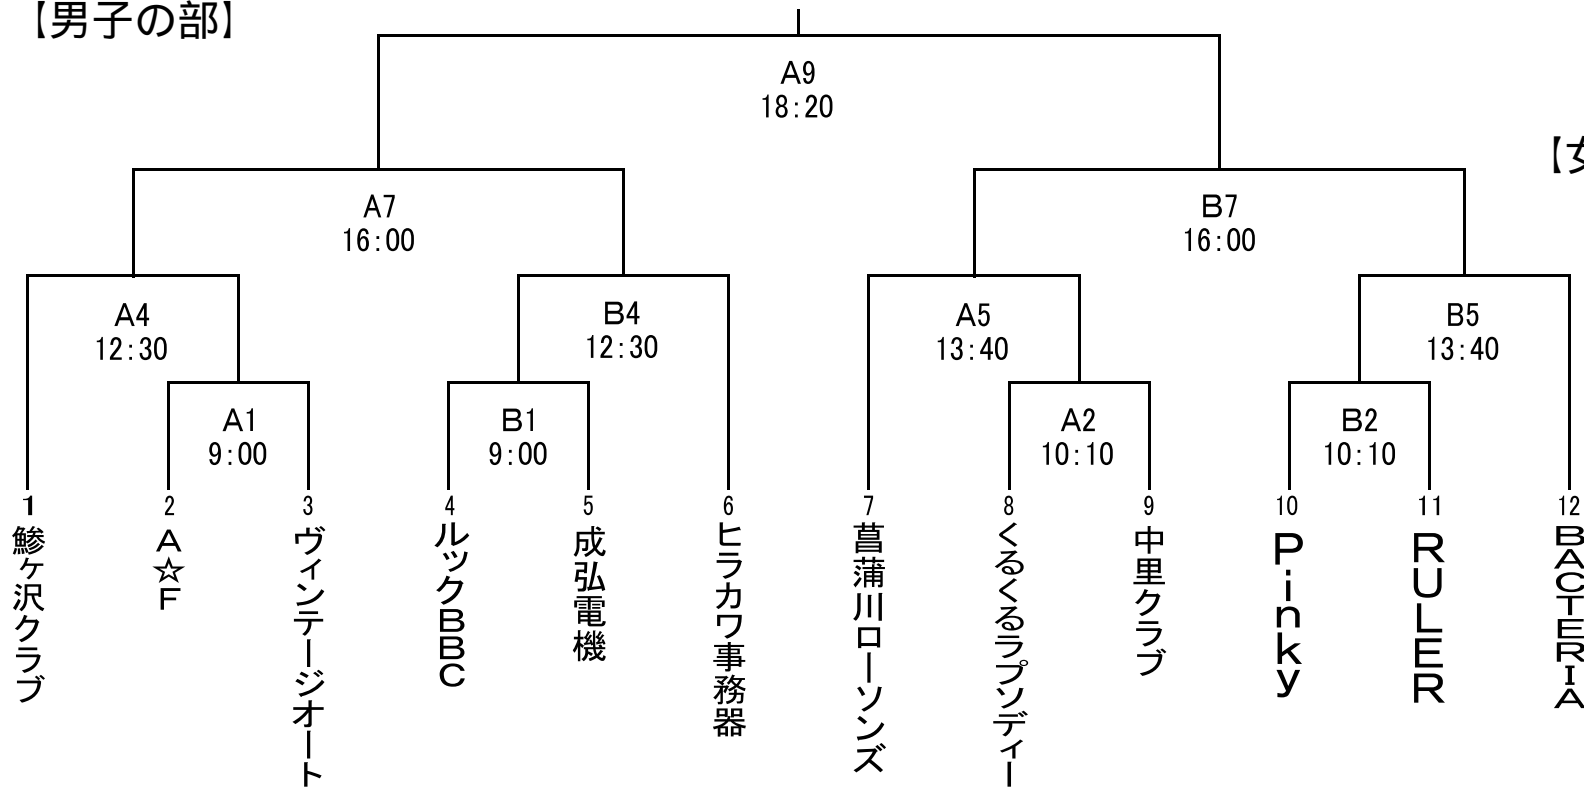 【男子の部】
A9
18:20
【女
A7
16:00
B7
16:00
A4
12:30
B4
12:30
A5
13:40
B5
13:40
A1
9:00
B1
9:00
A2
10:10
B2
10:10
1
2
3
4
5
6
7
8
9
10
11
12
鯵ヶ沢クラブ
A☆F
ヴィンテージオート
ルックBBC
成弘電機
ヒラカワ事務器
菖蒲川ローソンズ
くるくるラプソディー
中里クラブ
Pinky
RULER
BACTERIA